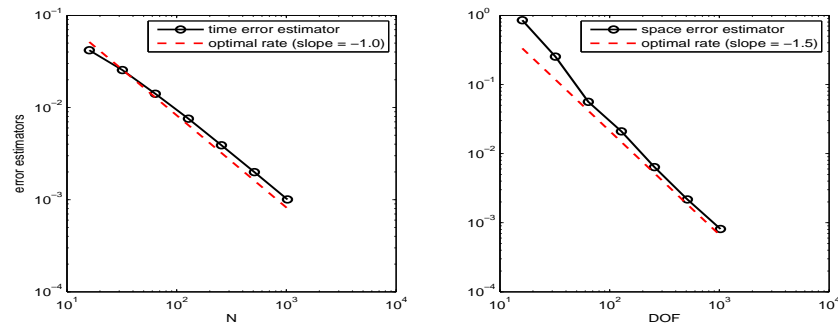 time error estimator
optimal rate (slope = −1.0)
error estimators
10^−1
10^−2
10^−3
10^−4
10^1
10^2
10^3
10^4
N
space error estimator
optimal rate (slope = −1.5)
10^0
10^−1
10^−2
10^−3
10^−4
10^1
10^2
10^3
10^4
DOF